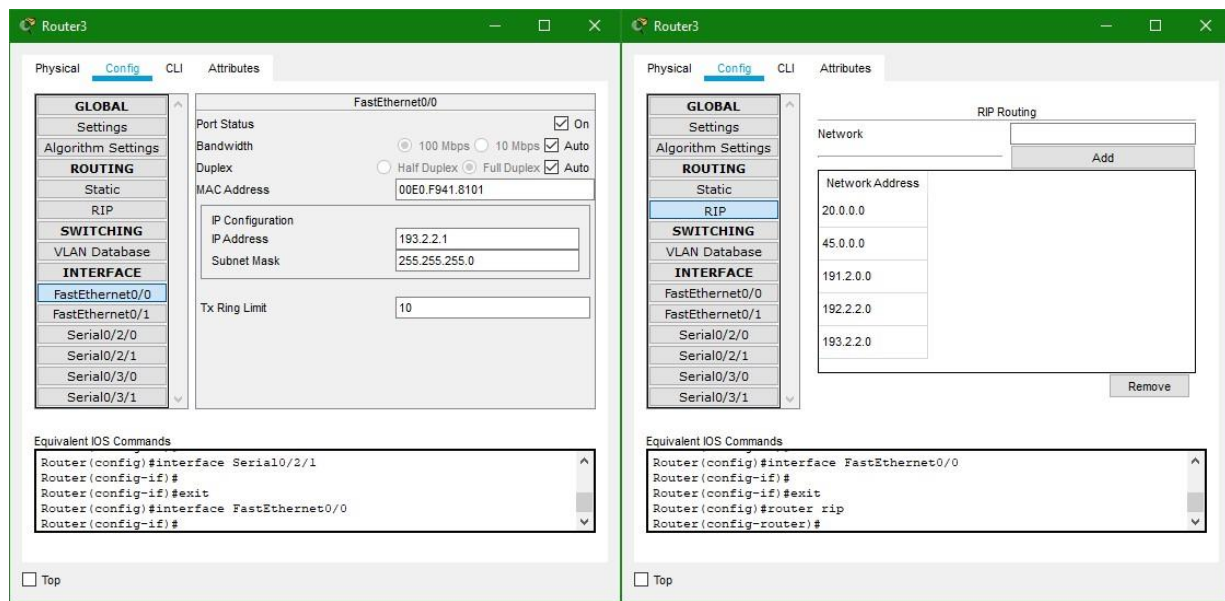 Router3
Physical Config CLI Attributes
GLOBAL
Settings
Algorithm Settings
ROUTING
Static
RIP
SWITCHING
VLAN Database
INTERFACE
FastEthernet0/0
FastEthernet0/1
Serial0/2/0
Serial0/2/1
Serial0/3/0
Serial0/3/1
FastEthernet0/0
Port Status On
Bandwidth 100 Mbps 10 Mbps Auto
Duplex Half Duplex Full Duplex Auto
MAC Address 00E0.F941.8101
IP Configuration
IP Address 193.2.2.1
Subnet Mask 255.255.255.0
Tx Ring Limit 10
Equivalent IOS Commands
Router(config)#interface Serial0/2/1
Router(config-if)#
Router(config-if)#exit
Router(config)#interface FastEthernet0/0
Router(config-if)#
Top
Router3
Physical Config CLI Attributes
GLOBAL
Settings
Algorithm Settings
ROUTING
Static
RIP
SWITCHING
VLAN Database
INTERFACE
FastEthernet0/0
FastEthernet0/1
Serial0/2/0
Serial0/2/1
Serial0/3/0
Serial0/3/1
RIP Routing
Network
Add
Network Address
20.0.0.0
45.0.0.0
191.2.0.0
192.2.2.0
193.2.2.0
Remove
Equivalent IOS Commands
Router(config)#interface FastEthernet0/0
Router(config-if)#
Router(config-if)#exit
Router(config)#router rip
Router(config-router)#
Top